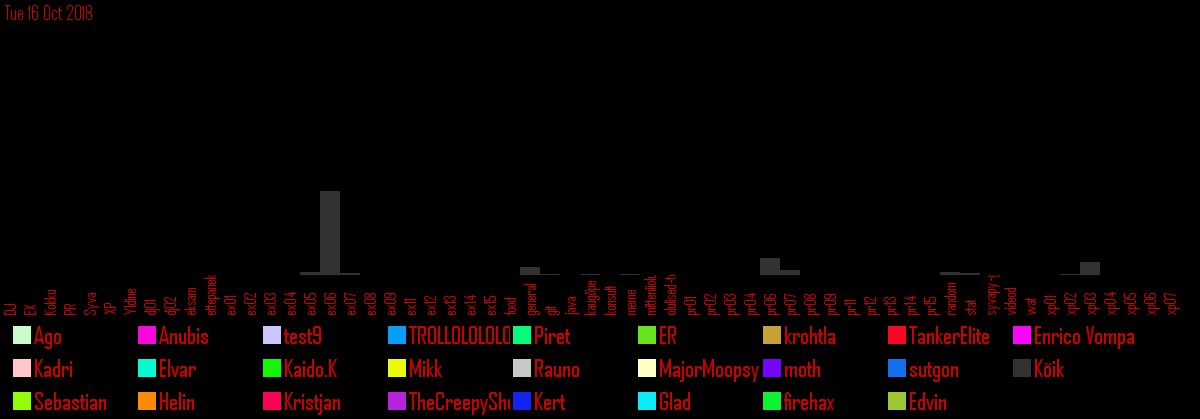 Tue 16 Oct 2018
DJ
EX
Kokku
PR
Syva
XP
Yldine
dj01
dj02
eksam
ettepanek
ex01
ex02
ex03
ex04
ex05
ex06
ex07
ex08
ex09
ex11
ex12
ex13
ex14
ex15
general
git
java
kaugõpe
konsult
meme
olulised-t
pr01
pr02
pr03
pr04
pr06
pr07
pr08
pr09
pr11
pr12
pr13
pr14
pr15
random
stat
videod
xp01
xp02
xp03
xp04
xp05
xp06
xp07
Ago Anubis test9 TROLLOLOLOLO Piret ER krohtla TankerElite Enrico Vompa
Kadri Elvar Kaido.K Mikk Rauno MajorMoopsy moth sutgon Kõik
Sebastian Helin Kristjan TheCreepySh Kert Glad firehax Edvin